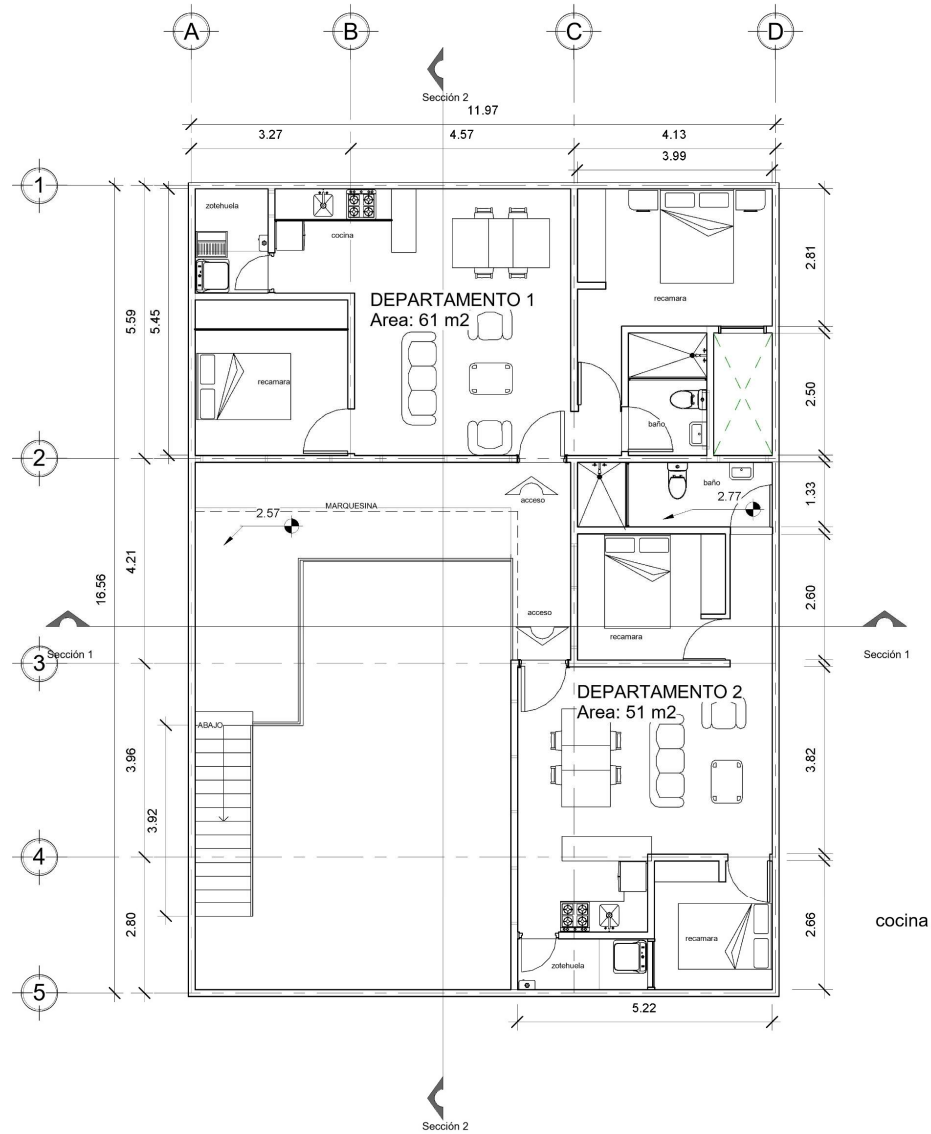 A
B
C
D
Sección 2
11.97
3.27
4.57
4.13
3.99
1
zotehuela
cocina
recamara
2.81
DEPARTAMENTO 1
Area: 61 m2
5.59
5.45
recamara
baño
2.50
2
acceso
baño
2.77
1.33
MARQUESINA
2.57
4.21
16.56
acceso
recamara
2.60
Sección 1
Sección 1
3
DEPARTAMENTO 2
Area: 51 m2
ABAJO
3.96
3.92
3.82
4
2.80
cocina
2.66
recamara
zotehuela
5
5.22
Sección 2